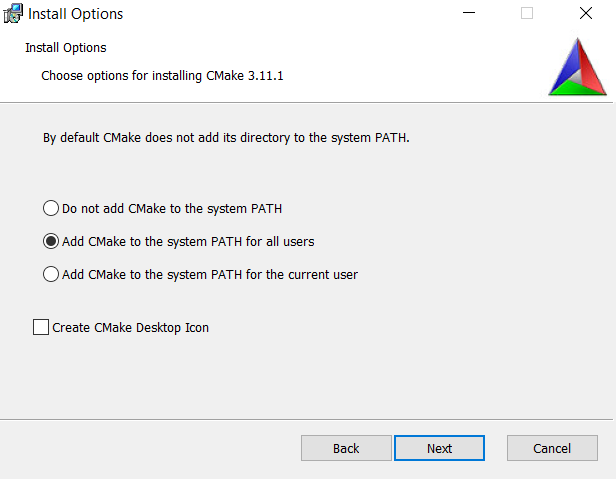 Install Options
Install Options
Choose options for installing CMake 3.11.1
By default CMake does not add its directory to the system PATH.
Do not add CMake to the system PATH
Add CMake to the system PATH for all users
Add CMake to the system PATH for the current user
Create CMake Desktop Icon
Back Next Cancel